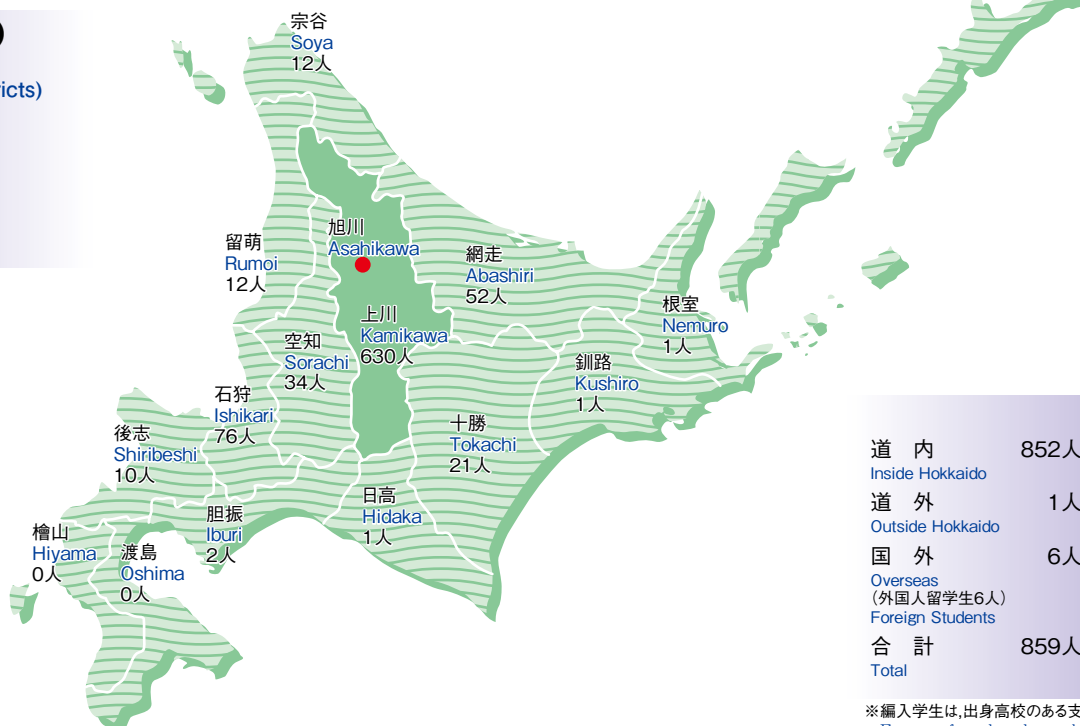 icts)
宗谷
Soya
12人
旭川
Asahikawa
留萌
Rumoi
12人
網走
Abashiri
52人
上川
Kamikawa
630人
根室
Nemuro
1人
空知
Sorachi
34人
釧路
Kushiro
1人
石狩
Ishikari
76人
後志
Shiribeshi
10人
十勝
Tokachi
21人
日高
Hidaka
1人
胆振
Iburi
2人
檜山
Hiyama
0人
渡島
Oshima
0人
道 内 852人
Inside Hokkaido
道 外 1人
Outside Hokkaido
国 外 6人
Overseas
(外国人留学生6人)
Foreign Students
合 計 859人
Total
※編入学生は,出身高校のある支